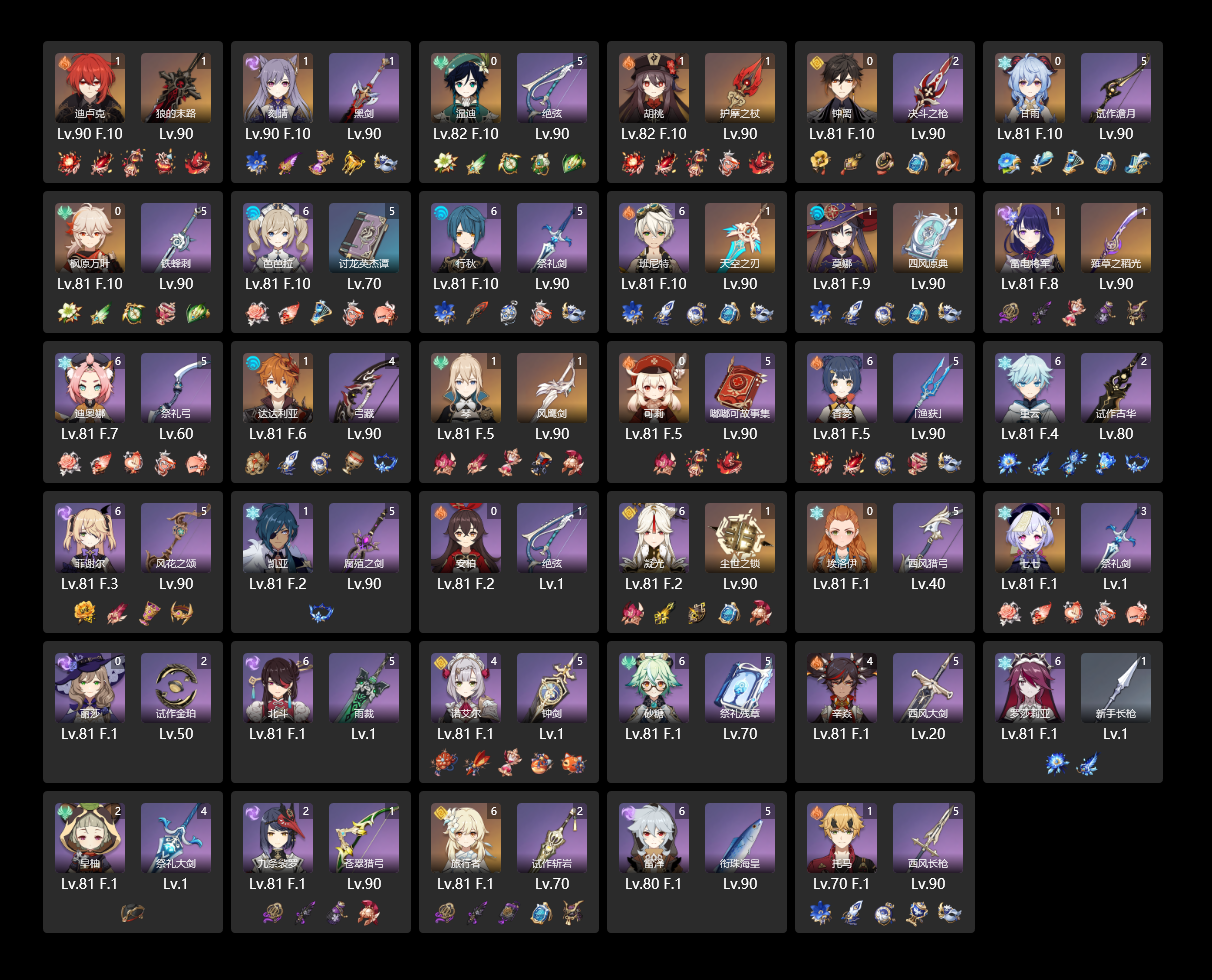 1 1 1 1 0 5 1 1 0 2 0 5
迪卢克 狼的末路 刻晴 黑剑 温迪 绝弦 胡桃 护摩之杖 钟离 决斗之枪 甘雨 试作澹月
Lv.90 F.10 Lv.90 Lv.90 F.10 Lv.90 Lv.82 F.10 Lv.90 Lv.82 F.10 Lv.90 Lv.81 F.10 Lv.90 Lv.81 F.10 Lv.90
0 5 6 5 6 5 6 1 1 1 1 1
枫原万叶 铁蜂刺 芭芭拉 讨龙英杰谭 行秋 祭礼剑 班尼特 天空之刃 莫娜 四风原典 雷电将军 薙草之稻光
Lv.81 F.10 Lv.90 Lv.81 F.10 Lv.70 Lv.81 F.10 Lv.90 Lv.81 F.10 Lv.90 Lv.81 F.9 Lv.90 Lv.81 F.8 Lv.90
6 5 1 4 1 1 0 5 6 5 6 2
迪奥娜 祭礼弓 达达利亚 弓藏 琴 风鹰剑 可莉 嘟嘟可故事集 香菱 「渔获」 重云 试作古华
Lv.81 F.7 Lv.60 Lv.81 F.6 Lv.90 Lv.81 F.5 Lv.90 Lv.81 F.5 Lv.90 Lv.81 F.5 Lv.90 Lv.81 F.4 Lv.80
6 5 1 5 0 1 6 1 0 5 1 3
菲谢尔 风花之颂 凯亚 腐殖之剑 安柏 绝弦 凝光 尘世之锁 埃洛伊 西风猎弓 七七 祭礼剑
Lv.81 F.3 Lv.90 Lv.81 F.2 Lv.90 Lv.81 F.2 Lv.1 Lv.81 F.2 Lv.90 Lv.81 F.1 Lv.40 Lv.81 F.1 Lv.1
0 2 6 5 4 5 6 5 4 5 6 1
丽莎 试作金珀 北斗 雨裁 诺艾尔 钟剑 砂糖 祭礼残章 辛焱 西风大剑 罗莎莉亚 新手长枪
Lv.81 F.1 Lv.50 Lv.81 F.1 Lv.1 Lv.81 F.1 Lv.1 Lv.81 F.1 Lv.70 Lv.81 F.1 Lv.20 Lv.81 F.1 Lv.1
2 4 2 1 6 2 6 5 1 5
早柚 祭礼大剑 九条裟罗 苍翠猎弓 旅行者 试作斩岩 雷泽 衔珠海皇 托马 西风长枪
Lv.81 F.1 Lv.1 Lv.81 F.1 Lv.90 Lv.81 F.1 Lv.70 Lv.80 F.1 Lv.90 Lv.70 F.1 Lv.90